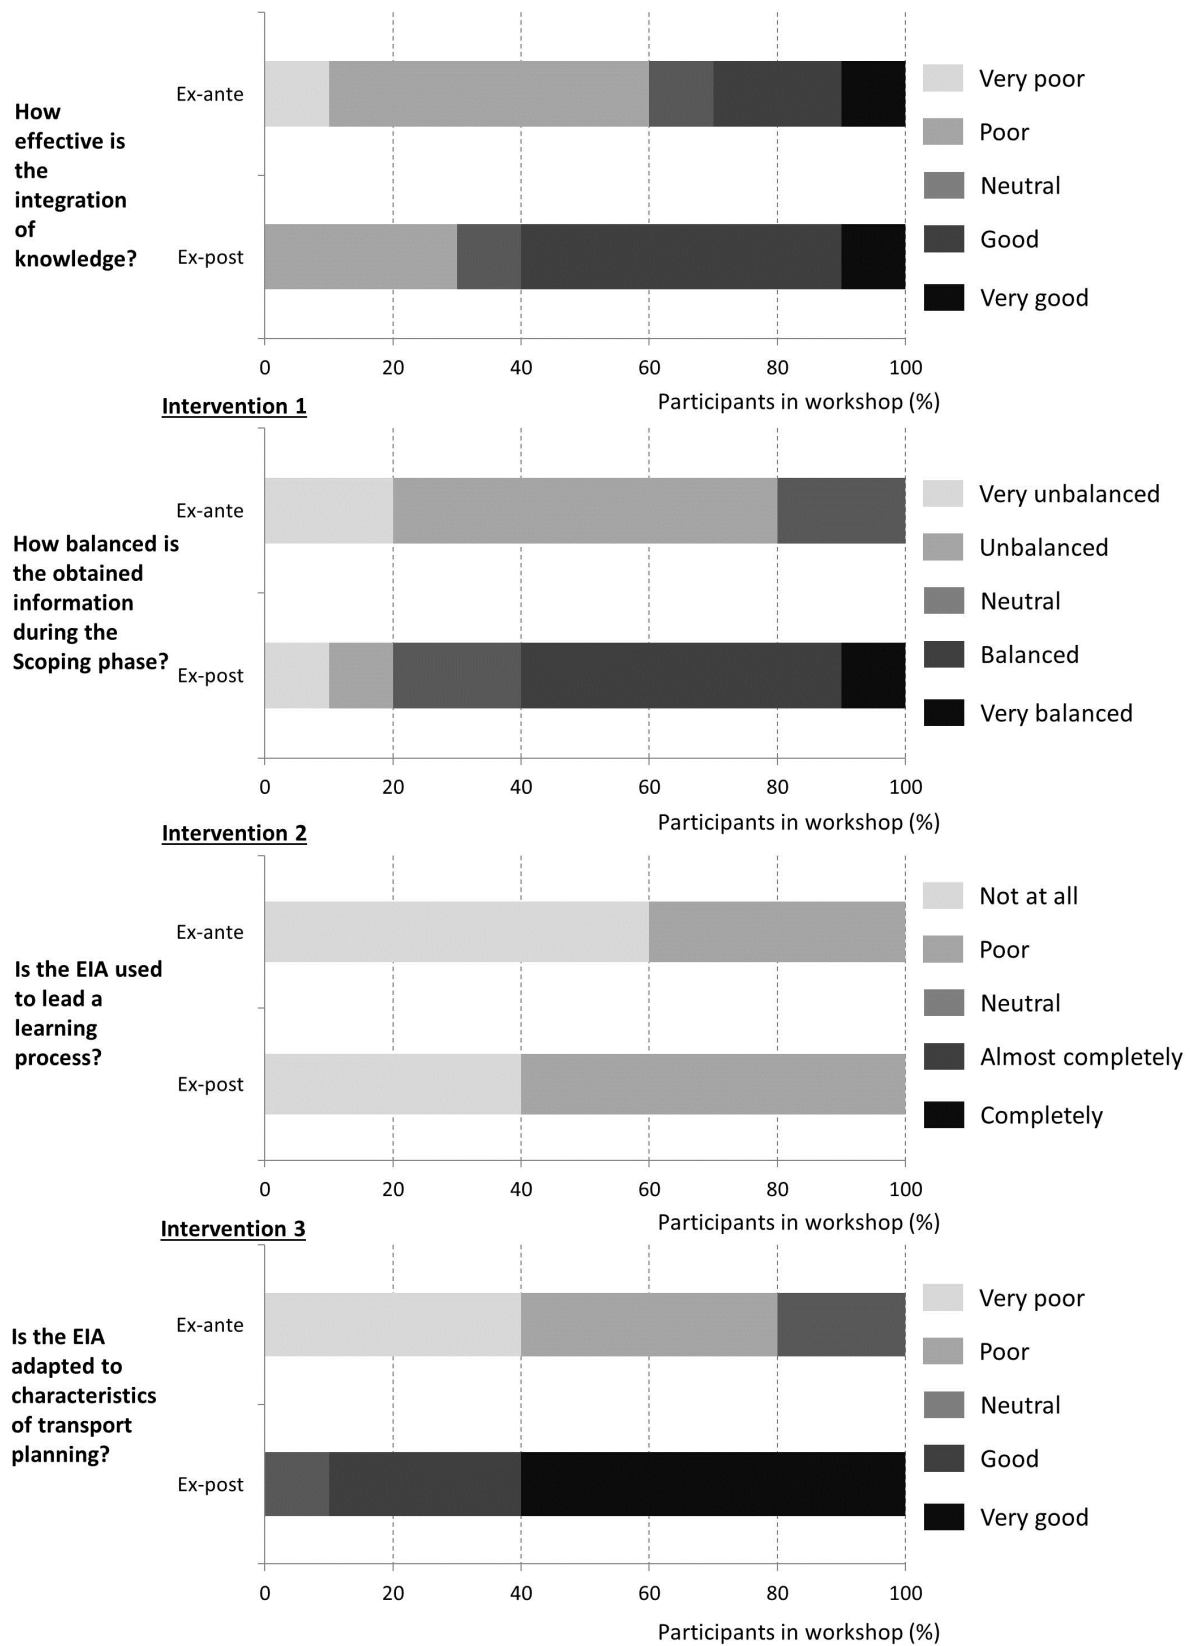 How
effective is
the
integration
of
knowledge?
Ex-ante
Ex-post
Very poor
Poor
Neutral
Good
Very good
0 20 40 60 80 100
Participants in workshop (%)
Intervention 1
How balanced is
the obtained
information
during the
Scoping phase?
Ex-ante
Ex-post
Very unbalanced
Unbalanced
Neutral
Balanced
Very balanced
0 20 40 60 80 100
Participants in workshop (%)
Intervention 2
Is the EIA used
to lead a
learning
process?
Ex-ante
Ex-post
Not at all
Poor
Neutral
Almost completely
Completely
0 20 40 60 80 100
Participants in workshop (%)
Intervention 3
Is the EIA
adapted to
characteristics
of transport
planning?
Ex-ante
Ex-post
Very poor
Poor
Neutral
Good
Very good
0 20 40 60 80 100
Participants in workshop (%)